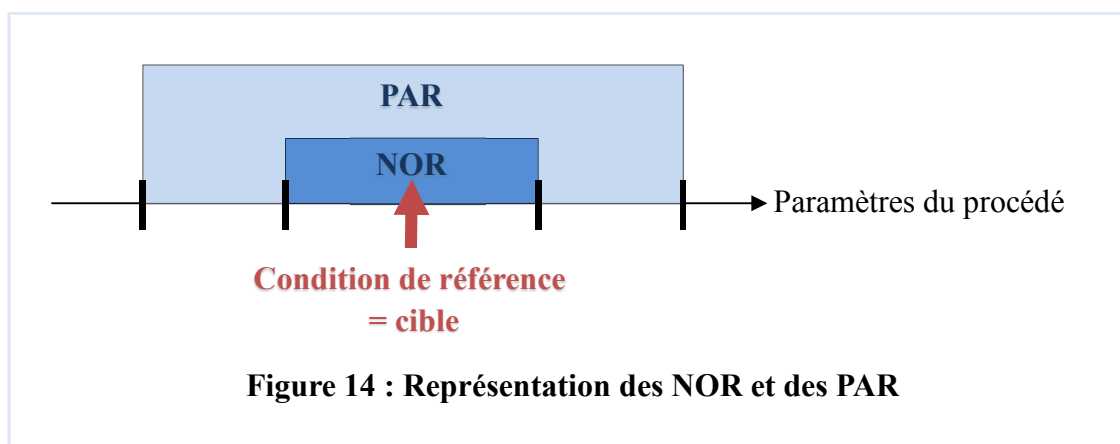 PAR
NOR
Paramètres du procédé
Condition de référence
= cible
Figure 14 : Représentation des NOR et des PAR